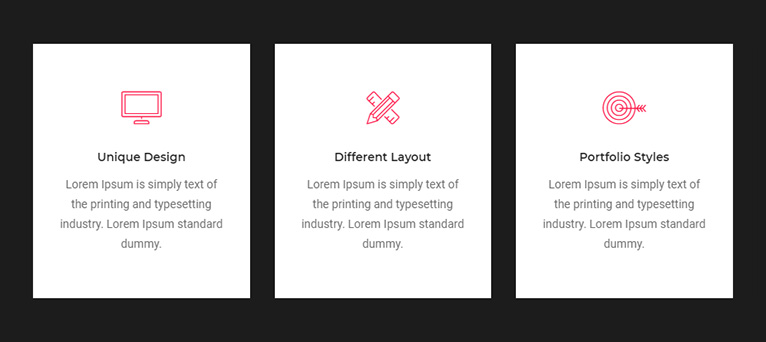 Unique Design
Lorem Ipsum is simply text of
the printing and typesetting
industry. Lorem Ipsum standard
dummy.
Different Layout
Lorem Ipsum is simply text of
the printing and typesetting
industry. Lorem Ipsum standard
dummy.
Portfolio Styles
Lorem Ipsum is simply text of
the printing and typesetting
industry. Lorem Ipsum standard
dummy.